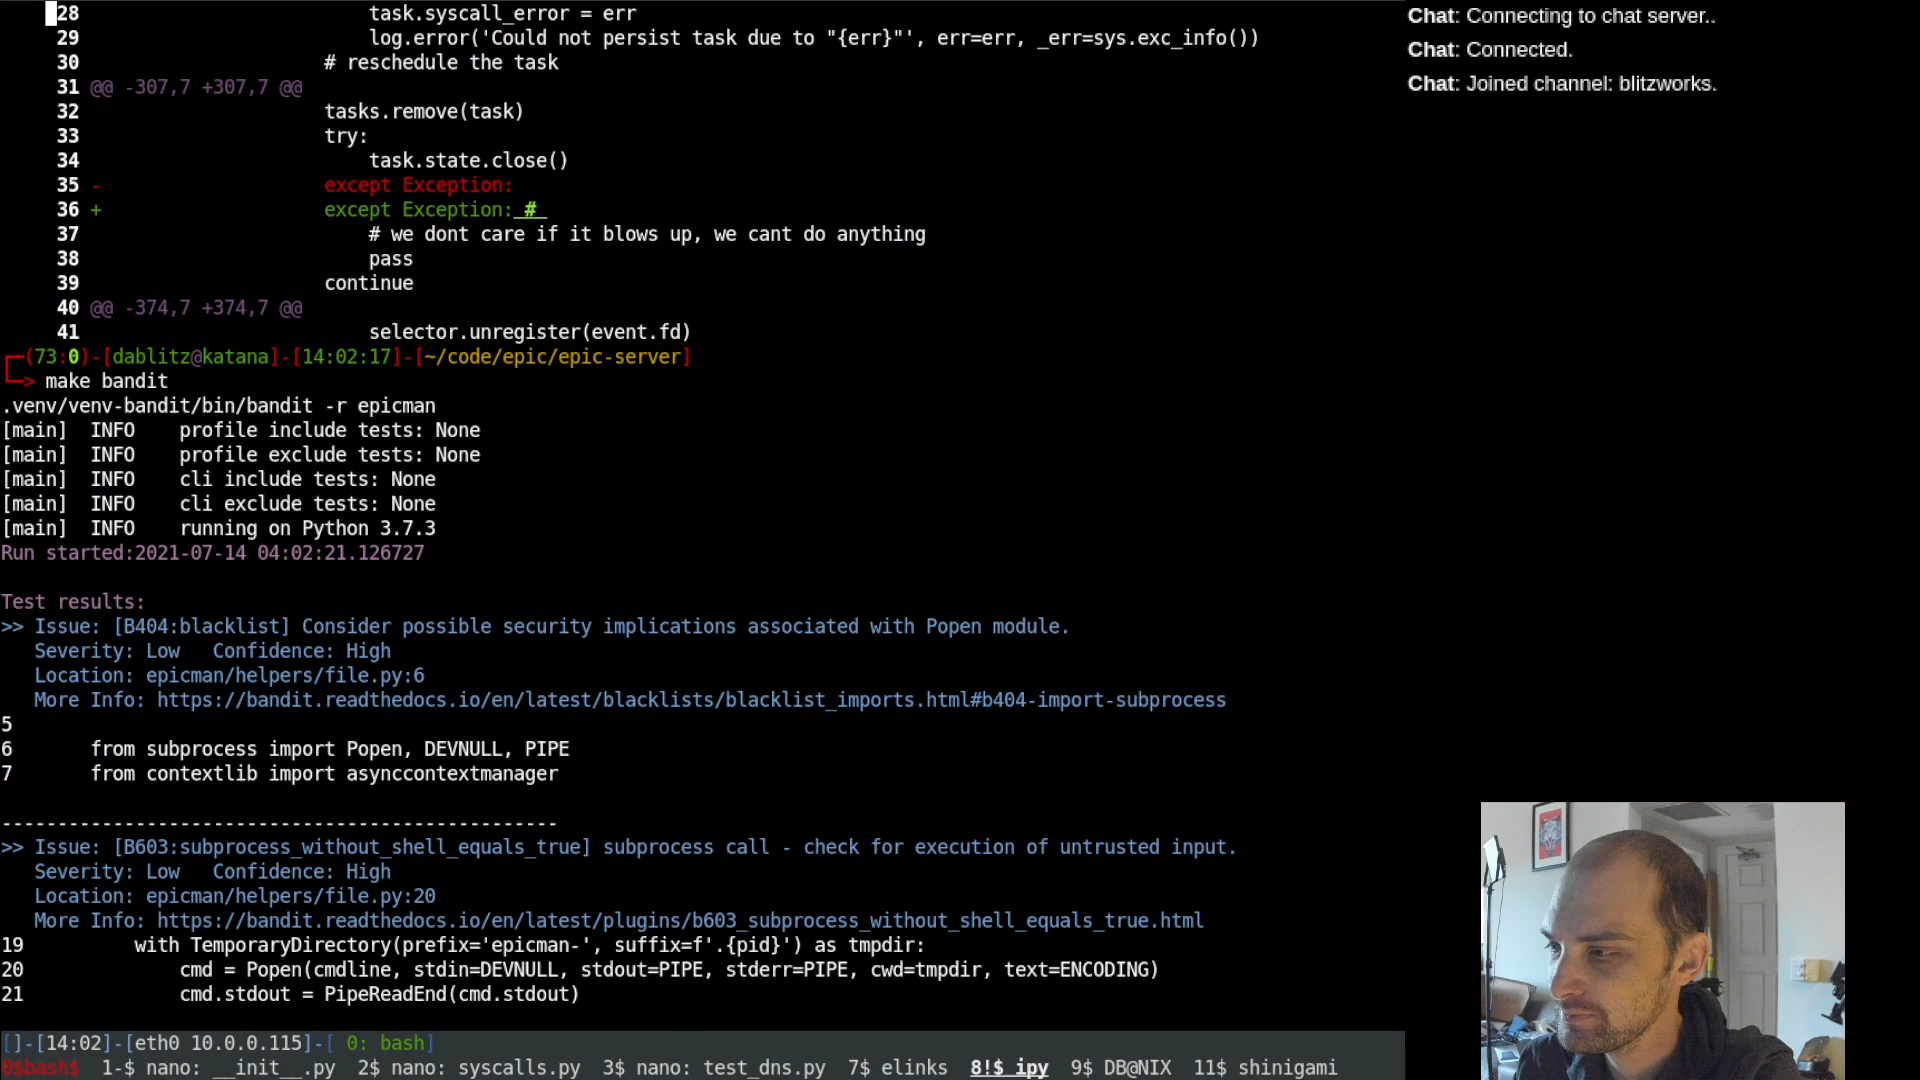 28                          task.syscall_error = err
29                          log.error('Could not persist task due to "{err}"', err=err, _err=sys.exc_info())
30                      # reschedule the task
31 @@ -307,7 +307,7 @@
32                      tasks.remove(task)
33                      try:
34                          task.state.close()
35 -                    except Exception:
36 +                    except Exception: #
37                          # we dont care if it blows up, we cant do anything
38                          pass
39                      continue
40 @@ -374,7 +374,7 @@
41                          selector.unregister(event.fd)
(73:0)-[dablitz@katana]-[14:02:17]-[~/code/epic/epic-server]
> make bandit
.venv/venv-bandit/bin/bandit -r epicman
[main]  INFO    profile include tests: None
[main]  INFO    profile exclude tests: None
[main]  INFO    cli include tests: None
[main]  INFO    cli exclude tests: None
[main]  INFO    running on Python 3.7.3
Run started:2021-07-14 04:02:21.126727
Test results:
>> Issue: [B404:blacklist] Consider possible security implications associated with Popen module.
   Severity: Low   Confidence: High
   Location: epicman/helpers/file.py:6
   More Info: https://bandit.readthedocs.io/en/latest/blacklists/blacklist_imports.html#b404-import-subprocess
5
6       from subprocess import Popen, DEVNULL, PIPE
7       from contextlib import asynccontextmanager
--------------------------------------------------
>> Issue: [B603:subprocess_without_shell_equals_true] subprocess call - check for execution of untrusted input.
   Severity: Low   Confidence: High
   Location: epicman/helpers/file.py:20
   More Info: https://bandit.readthedocs.io/en/latest/plugins/b603_subprocess_without_shell_equals_true.html
19          with TemporaryDirectory(prefix='epicman-', suffix=f'.{pid}') as tmpdir:
20              cmd = Popen(cmdline, stdin=DEVNULL, stdout=PIPE, stderr=PIPE, cwd=tmpdir, text=ENCODING)
21              cmd.stdout = PipeReadEnd(cmd.stdout)
[]-[14:02]-[eth0 10.0.0.115]-[ 0: bash]
0$bash$  1-$ nano: __init__.py  2$ nano: syscalls.py  3$ nano: test_dns.py  7$ elinks  8!$ ipy  9$ DB@NIX  11$ shinigami
Chat: Connecting to chat server..
Chat: Connected.
Chat: Joined channel: blitzworks.